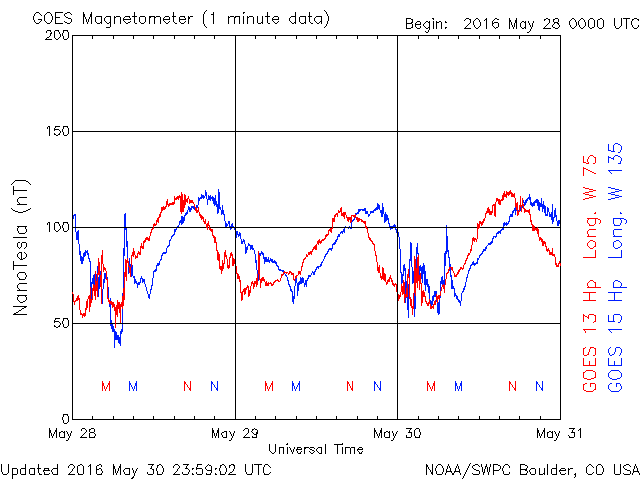 GOES Magnetometer (1 minute data)
Begin: 2016 May 28 0000 UTC
200
150
100
50
0
NanoTesla (nT)
GOES 13 Hp Long. W 75
GOES 15 Hp Long. W 135
M M N N M M N N M M N N
May 28 May 29 May 30 May 31
Universal Time
Updated 2016 May 30 23:59:02 UTC
NOAA/SWPC Boulder, CO USA